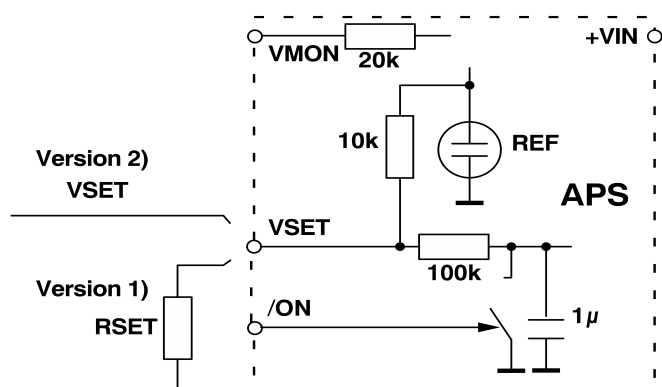 +VIN
VMON
20k
10k
REF
Version 2)
VSET
APS
VSET
100k
Version 1)
RSET
/ON
1µ